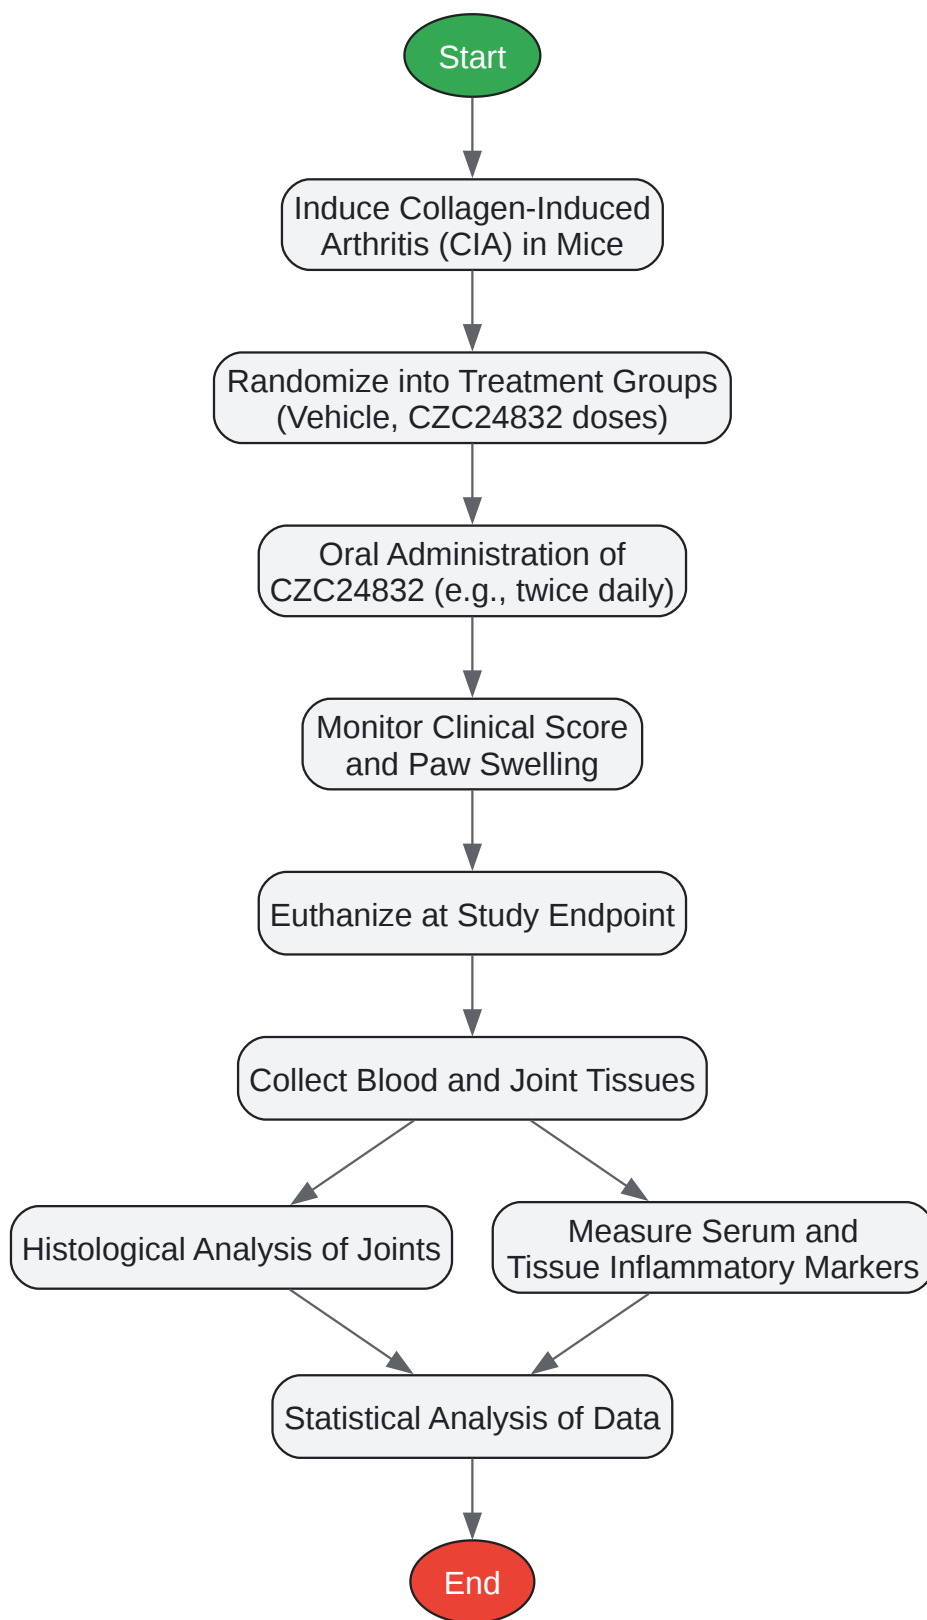 Start
Induce Collagen-Induced
Arthritis (CIA) in Mice
Randomize into Treatment Groups
(Vehicle, CZC24832 doses)
Oral Administration of
CZC24832 (e.g., twice daily)
Monitor Clinical Score
and Paw Swelling
Euthanize at Study Endpoint
Collect Blood and Joint Tissues
Histological Analysis of Joints
Measure Serum and
Tissue Inflammatory Markers
Statistical Analysis of Data
End